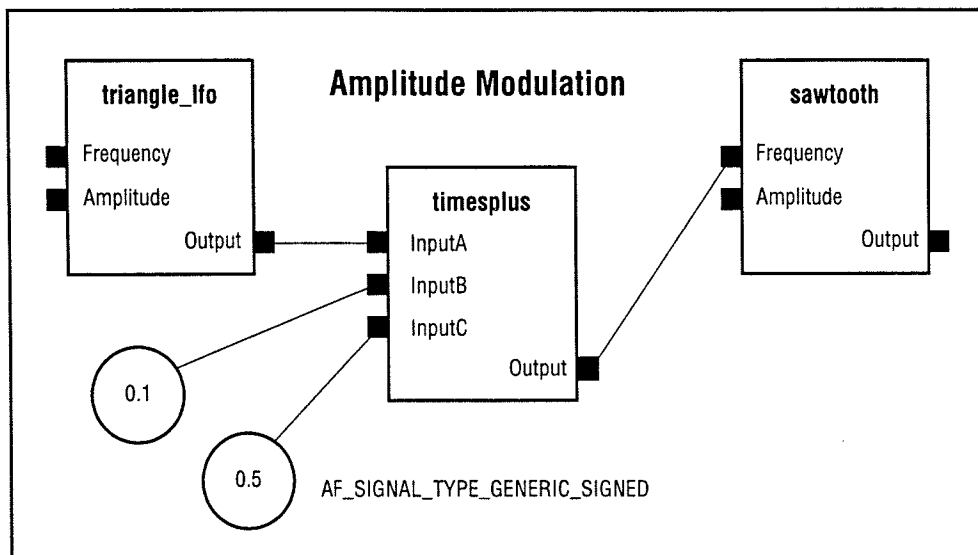 Amplitude Modulation
triangle_lfo
Frequency
Amplitude
Output
timesplus
InputA
InputB
InputC
Output
sawtooth
Frequency
Amplitude
Output
0.1
0.5
AF_SIGNAL_TYPE_GENERIC_SIGNED